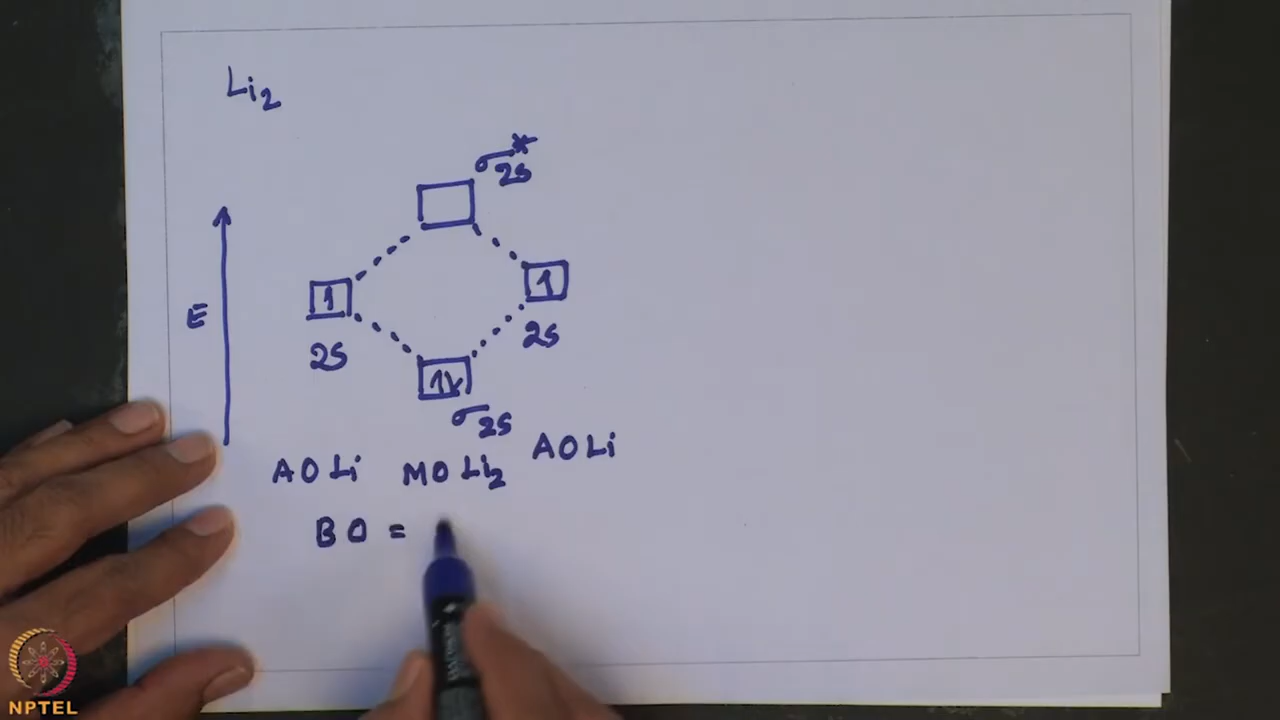 Li₂
σ*₂ₛ
E
1
1
2s
2s
1↓
σ₂ₛ
AO Li MO Li₂ AO Li
BO =
NPTEL